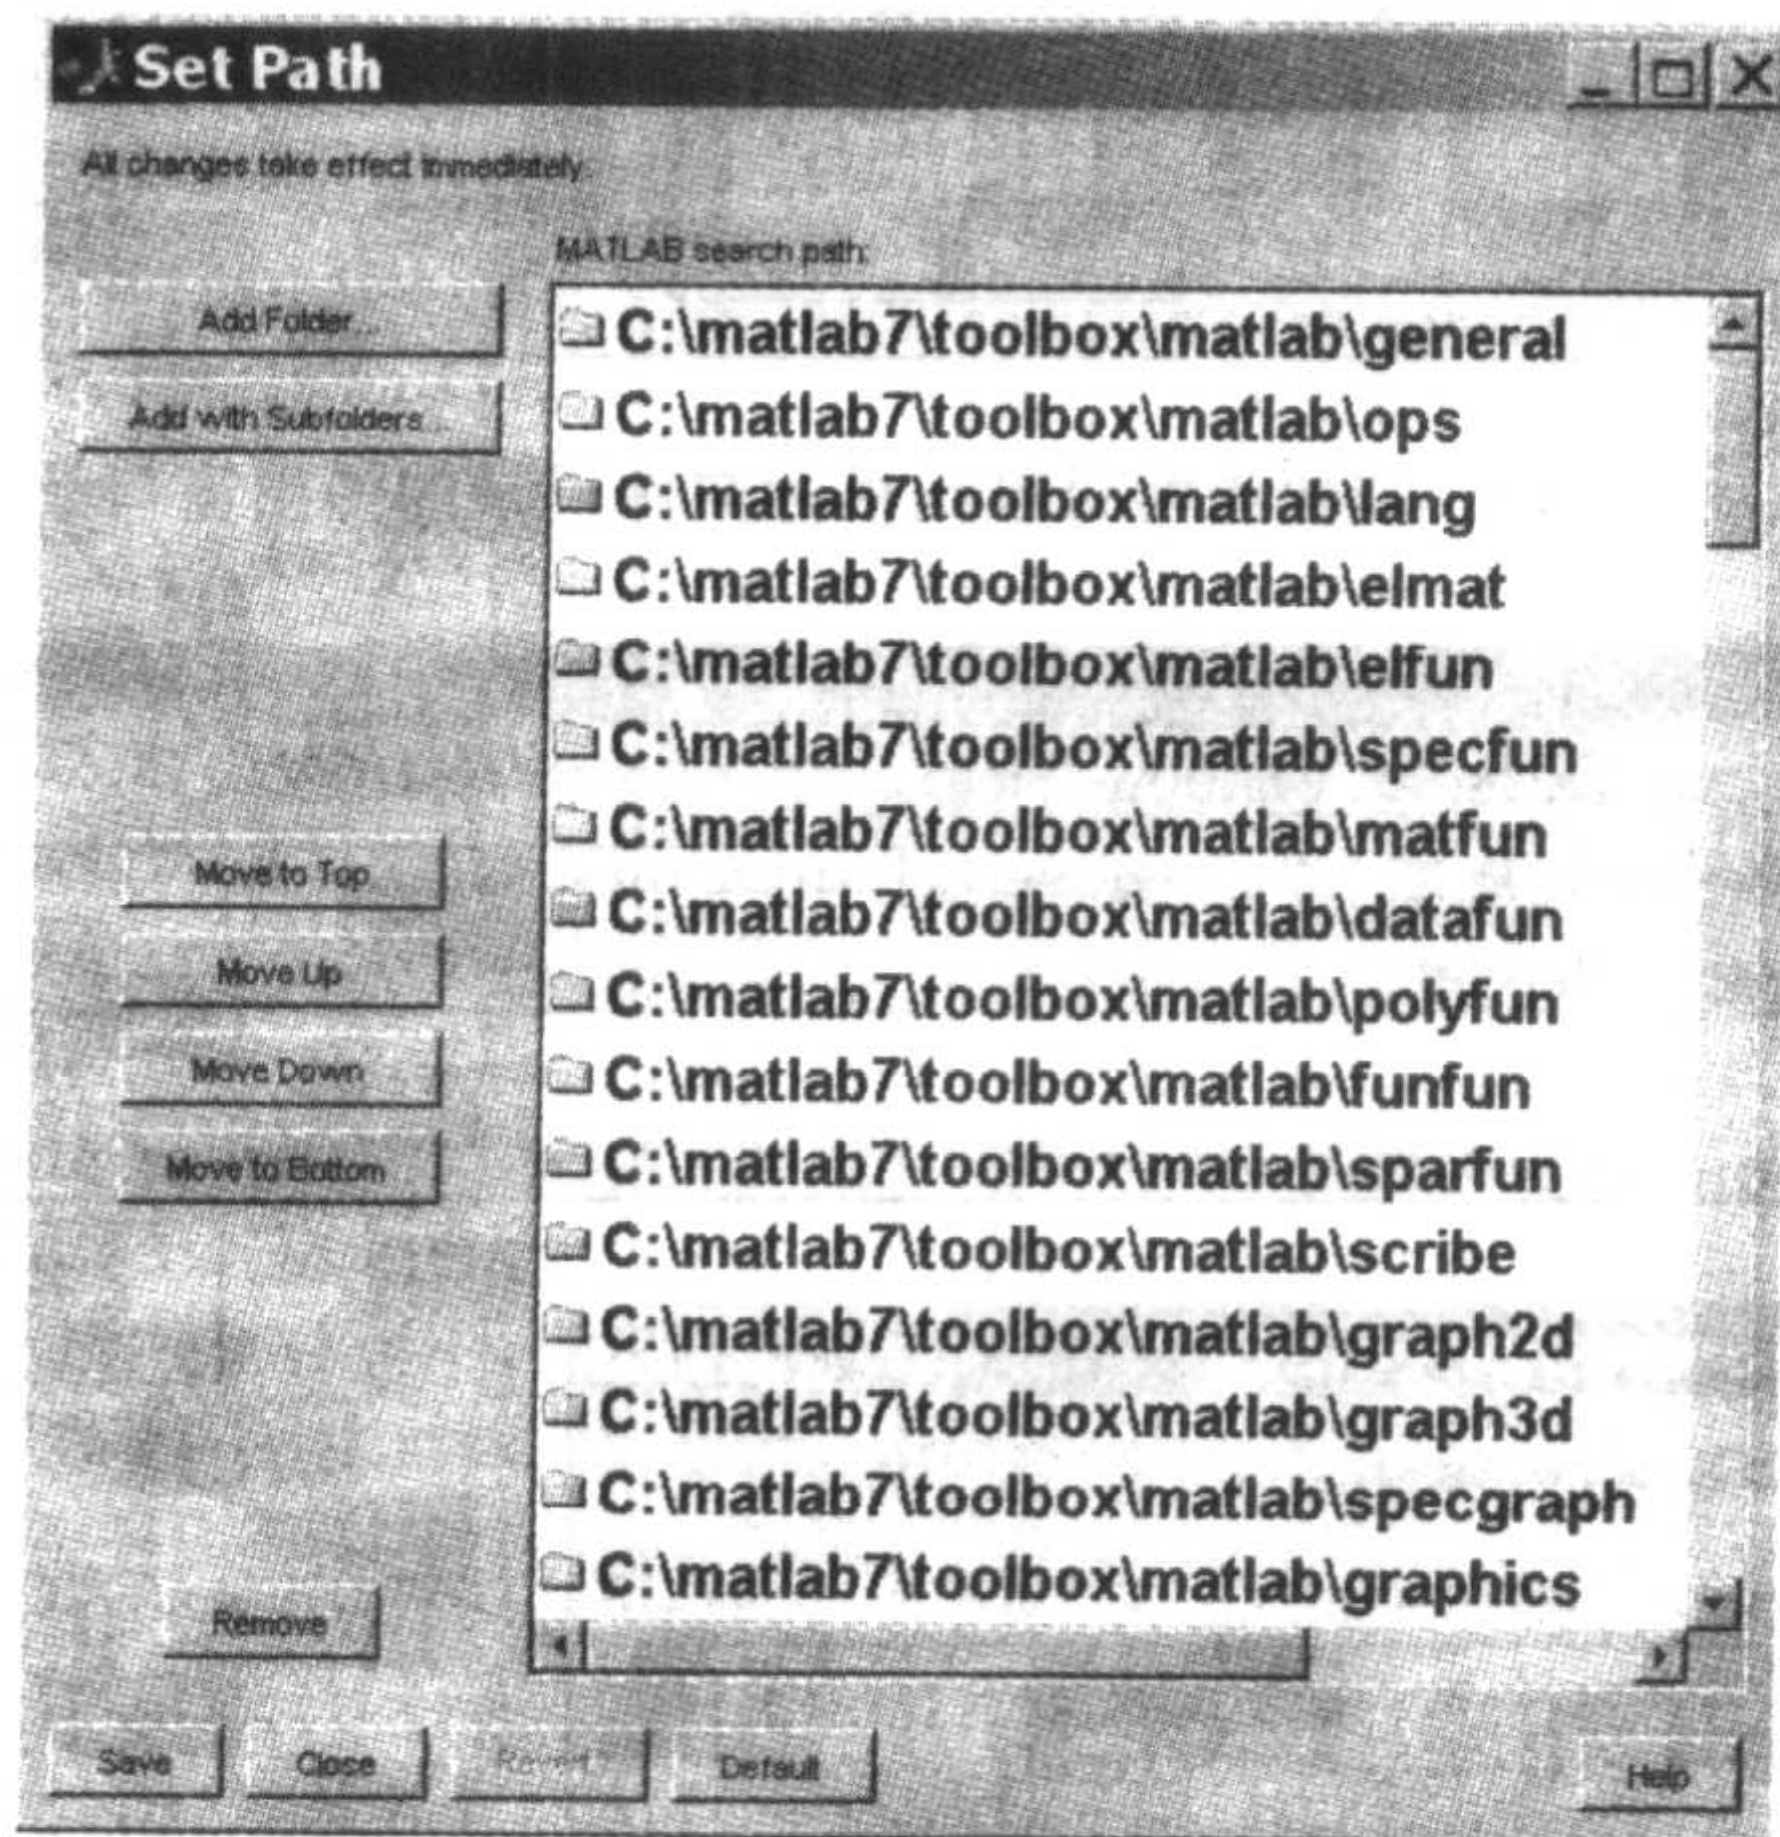 Set Path
All changes take effect immediately.
MATLAB search path:
Add Folder...
Add with Subfolders...
C:\matlab7\toolbox\matlab\general
C:\matlab7\toolbox\matlab\ops
C:\matlab7\toolbox\matlab\lang
C:\matlab7\toolbox\matlab\elmat
C:\matlab7\toolbox\matlab\elfun
C:\matlab7\toolbox\matlab\specfun
C:\matlab7\toolbox\matlab\matfun
C:\matlab7\toolbox\matlab\datafun
C:\matlab7\toolbox\matlab\polyfun
C:\matlab7\toolbox\matlab\funfun
C:\matlab7\toolbox\matlab\sparfun
C:\matlab7\toolbox\matlab\scribe
C:\matlab7\toolbox\matlab\graph2d
C:\matlab7\toolbox\matlab\graph3d
C:\matlab7\toolbox\matlab\specgraph
C:\matlab7\toolbox\matlab\graphics
Move to Top
Move Up
Move Down
Move to Bottom
Remove
Save
Close
Revert
Default
Help